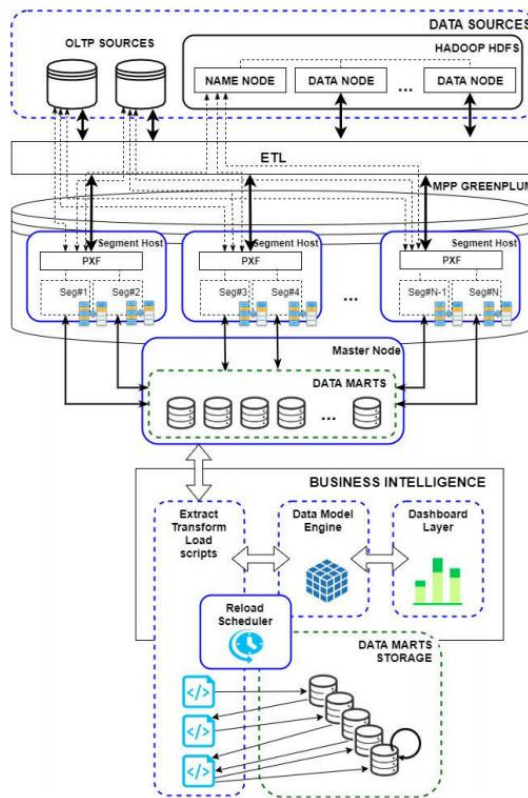 DATA SOURCES
OLTP SOURCES
HADOOP HDFS
NAME NODE
DATA NODE
...
DATA NODE
ETL
MPP GREENPLUM
Segment Host
Segment Host
Segment Host
PXF
PXF
PXF
Seg#1
Seg#2
Seg#3
Seg#4
...
Seg#N-1
Seg#N
Master Node
DATA MARTS
...
BUSINESS INTELLIGENCE
Extract
Transform
Load
scripts
Data Model
Engine
Dashboard
Layer
Reload
Scheduler
DATA MARTS
STORAGE